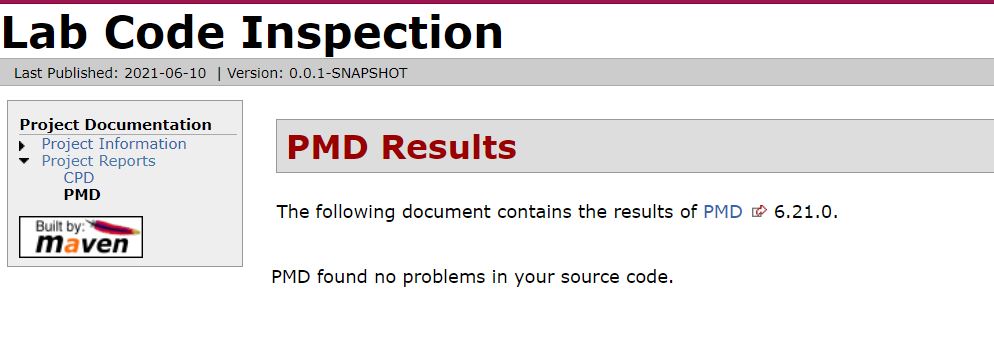 Lab Code Inspection
Last Published: 2021-06-10 | Version: 0.0.1-SNAPSHOT
Project Documentation
Project Information
Project Reports
CPD
PMD
Built by:
maven
PMD Results
The following document contains the results of PMD 6.21.0.
PMD found no problems in your source code.